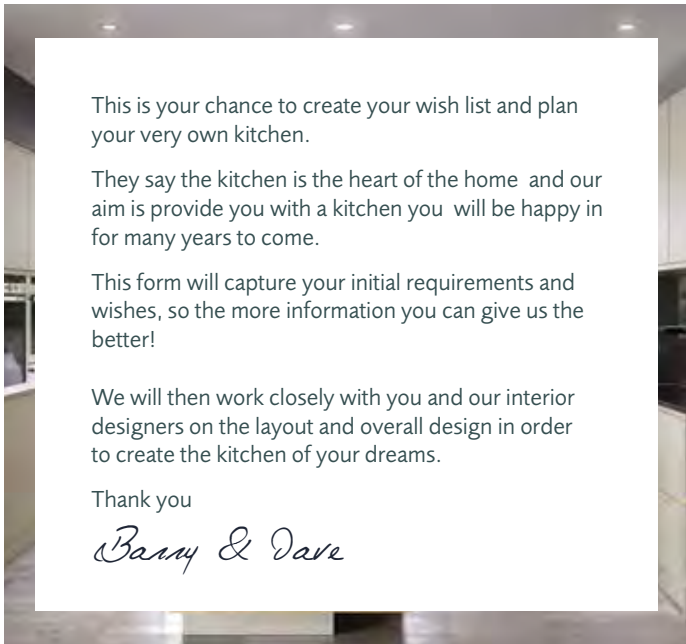 This is your chance to create your wish list and plan
your very own kitchen.
They say the kitchen is the heart of the home  and our
aim is provide you with a kitchen you  will be happy in
for many years to come.
This form will capture your initial requirements and
wishes, so the more information you can give us the
better!
We will then work closely with you and our interior
designers on the layout and overall design in order
to create the kitchen of your dreams.
Thank you
Barry & Dave